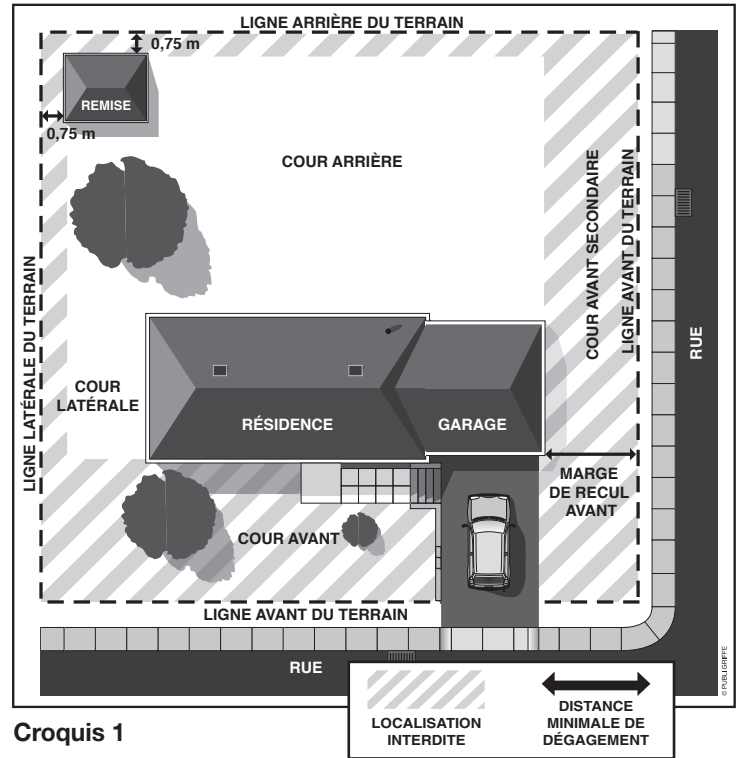 LIGNE ARRIÈRE DU TERRAIN
0,75 m
REMISE
0,75 m
COUR ARRIÈRE
LIGNE LATÉRALE DU TERRAIN
COUR AVANT SECONDAIRE
LIGNE AVANT DU TERRAIN
RUE
COUR
LATÉRALE
RÉSIDENCE
GARAGE
MARGE
DE RECUL
AVANT
COUR AVANT
LIGNE AVANT DU TERRAIN
RUE
© PUBLIGRIFFE
LOCALISATION
INTERDITE
DISTANCE
MINIMALE DE
DÉGAGEMENT
Croquis 1